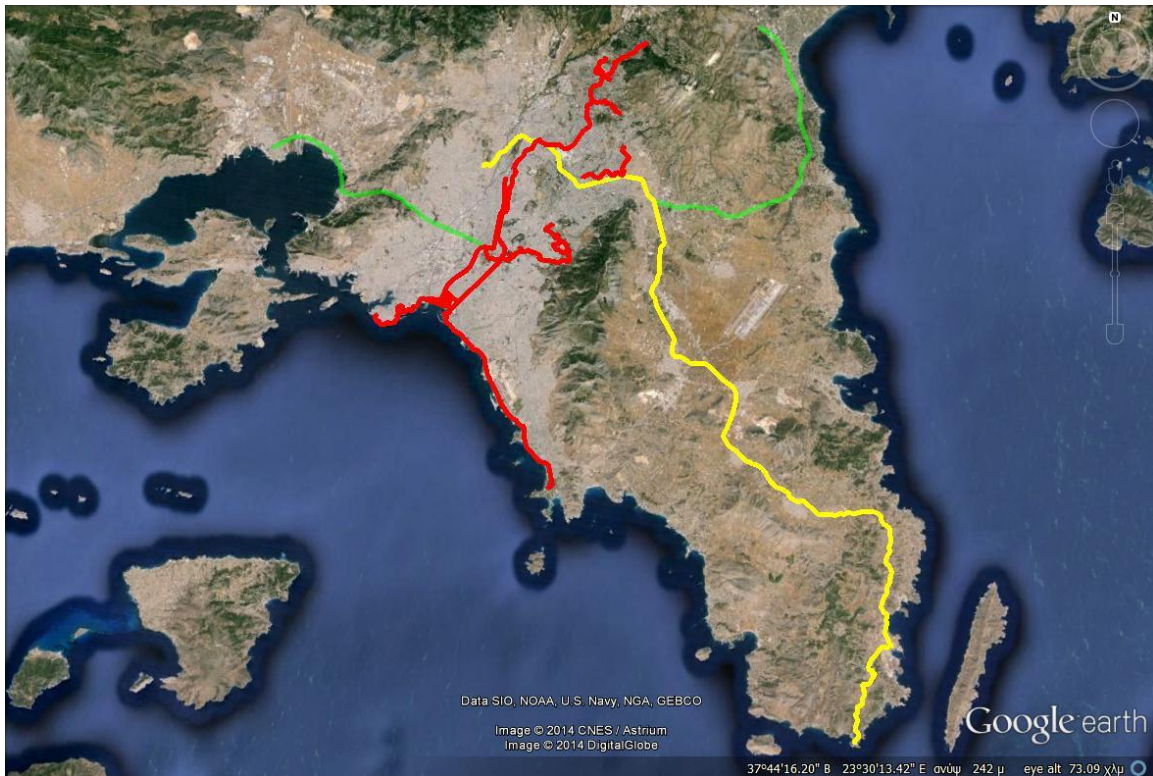 N
Data SIO, NOAA, U.S. Navy, NGA, GEBCO
Image © 2014 CNES / Astrium
Image © 2014 DigitalGlobe
Google earth
37°44'16.20" B 23°30'13.42" E ανύψ 242 μ eye alt 73.09 χλμ